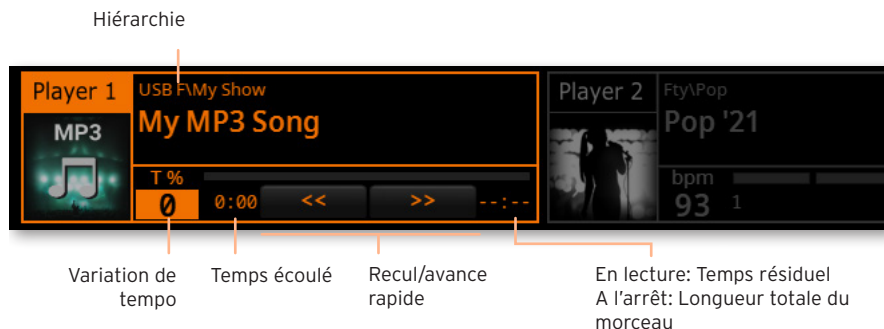 Hiérarchie
Player 1
USB F\My Show
My MP3 Song
MP3
T %
0
0:00
<<
>>
--:--
Player 2
Fty\Pop
Pop '21
bpm
93
1
Variation de
tempo
Temps écoulé
Recul/avance
rapide
En lecture: Temps résiduel
A l'arrêt: Longueur totale du
morceau